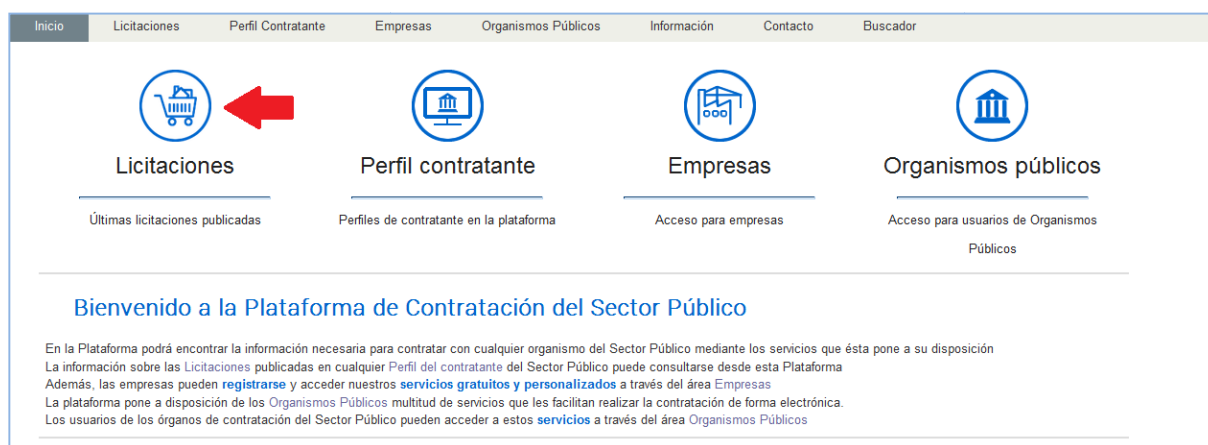 Inicio Licitaciones Perfil Contratante Empresas Organismos Públicos Información Contacto Buscador
Licitaciones Perfil contratante Empresas Organismos públicos
Últimas licitaciones publicadas Perfiles de contratante en la plataforma Acceso para empresas Acceso para usuarios de Organismos
Públicos
Bienvenido a la Plataforma de Contratación del Sector Público
En la Plataforma podrá encontrar la información necesaria para contratar con cualquier organismo del Sector Público mediante los servicios que ésta pone a su disposición
La información sobre las Licitaciones publicadas en cualquier Perfil del contratante del Sector Público puede consultarse desde esta Plataforma
Además, las empresas pueden registrarse y acceder nuestros servicios gratuitos y personalizados a través del área Empresas
La plataforma pone a disposición de los Organismos Públicos multitud de servicios que les facilitan realizar la contratación de forma electrónica.
Los usuarios de los órganos de contratación del Sector Público pueden acceder a estos servicios a través del área Organismos Públicos